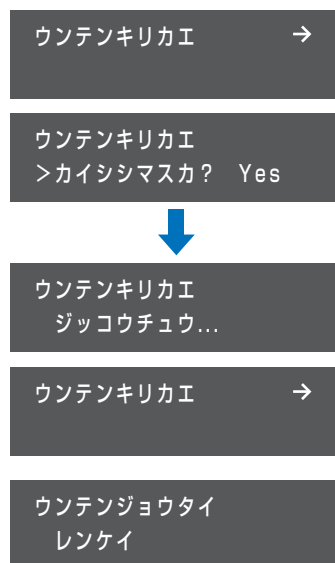 ウンテンキリカエ →
ウンテンキリカエ
＞カイシシマスカ？ Yes
ウンテンキリカエ
ジッコウチュウ...
ウンテンキリカエ →
ウンテンジョウタイ
レンケイ